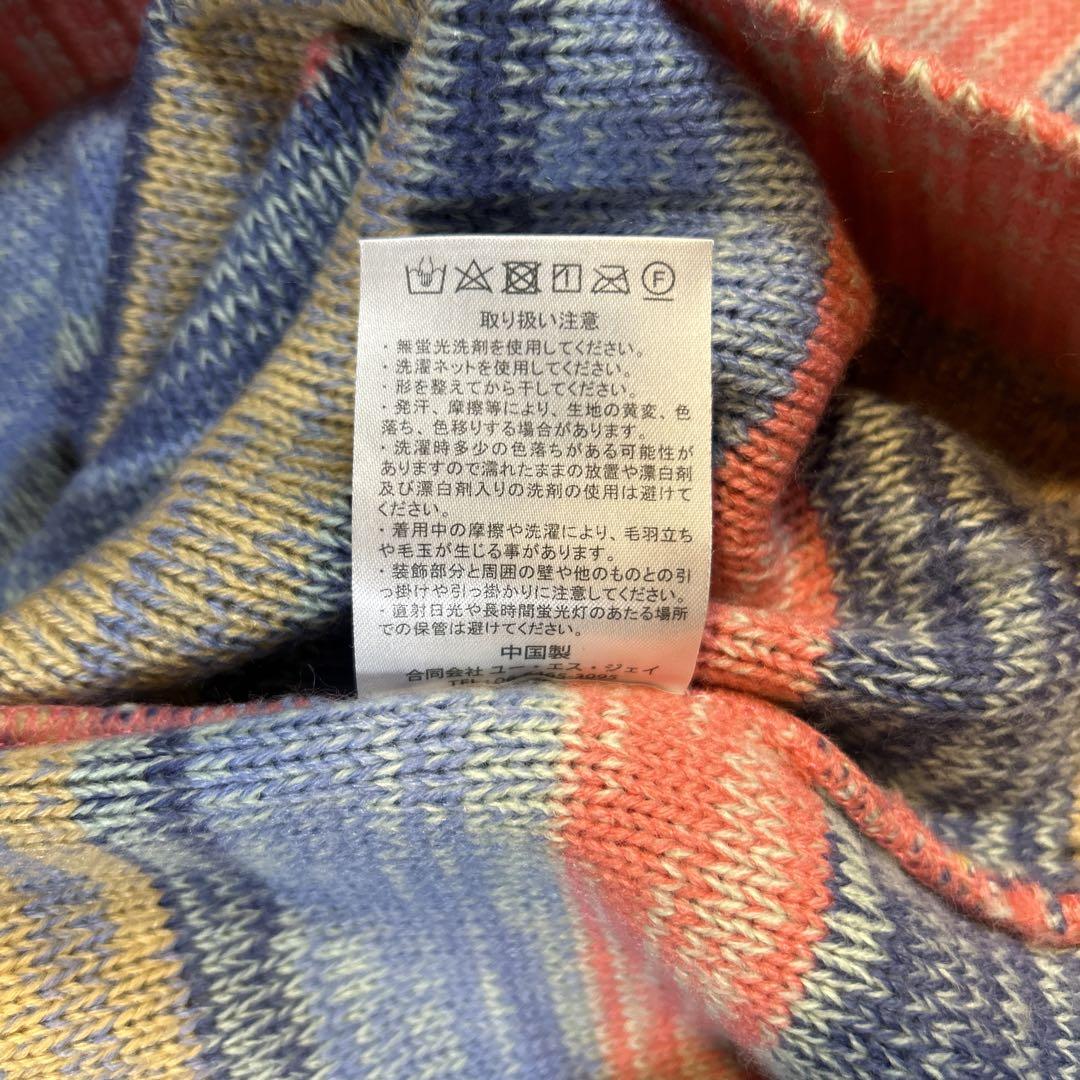 F
取り扱い注意
・無蛍光洗剤を使用してください。
・洗濯ネットを使用してください。
・形を整えてから干してください。
・発汗、摩擦等により、生地の黄変、色
落ち、色移りする場合があります。
・洗濯時多少の色落ちがある可能性が
ありますので濡れたままの放置や漂白剤
及び漂白剤入りの洗剤の使用は避けて
ください。
・着用中の摩擦や洗濯により、毛羽立ち
や毛玉が生じる事があります。
・装飾部分と周囲の壁や他のものとの引
っ掛けや引っ掛かりに注意してください。
・直射日光や長時間蛍光灯のあたる場所
での保管は避けてください。
中国製
合同会社 ユー・エス・ジェイ
TEL: